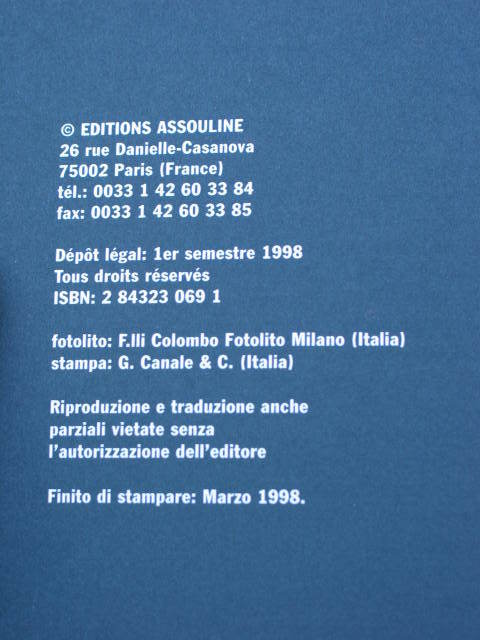 © EDITIONS ASSOULINE
26 rue Danielle-Casanova
75002 Paris (France)
tél.: 0033 1 42 60 33 84
fax: 0033 1 42 60 33 85
Dépôt légal: 1er semestre 1998
Tous droits réservés
ISBN: 2 84323 069 1
fotolito: F.lli Colombo Fotolito Milano (Italia)
stampa: G. Canale & C. (Italia)
Riproduzione e traduzione anche
parziali vietate senza
l'autorizzazione dell'editore
Finito di stampare: Marzo 1998.